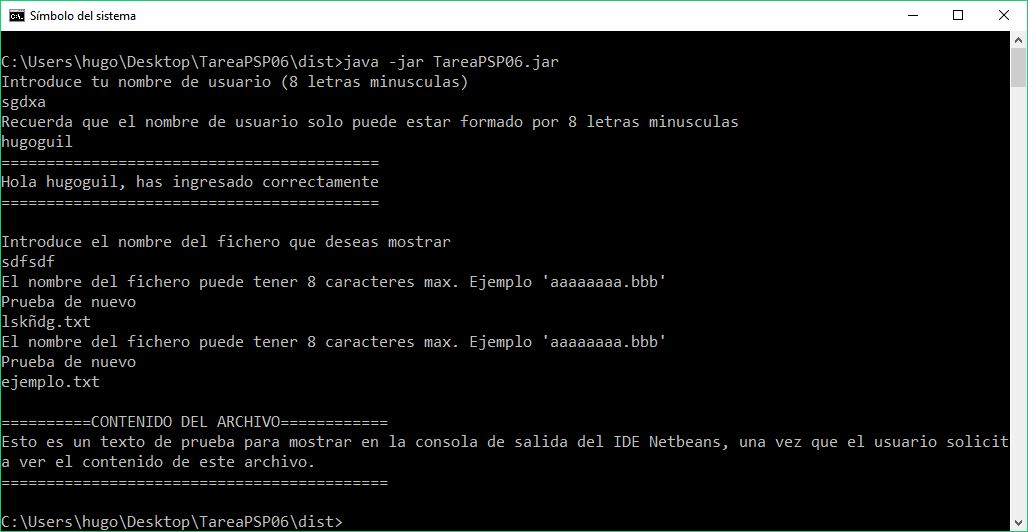 Símbolo del sistema
C:\Users\hugo\Desktop\TareaPSP06\dist>java -jar TareaPSP06.jar
Introduce tu nombre de usuario (8 letras minusculas)
sgdxa
Recuerda que el nombre de usuario solo puede estar formado por 8 letras minusculas
hugoguil
==========================================
Hola hugoguil, has ingresado correctamente
==========================================
Introduce el nombre del fichero que deseas mostrar
sdfsdf
El nombre del fichero puede tener 8 caracteres max. Ejemplo 'aaaaaaaa.bbb'
Prueba de nuevo
lskñdg.txt
El nombre del fichero puede tener 8 caracteres max. Ejemplo 'aaaaaaaa.bbb'
Prueba de nuevo
ejemplo.txt
==========CONTENIDO DEL ARCHIVO============
Esto es un texto de prueba para mostrar en la consola de salida del IDE Netbeans, una vez que el usuario solicit
a ver el contenido de este archivo.
===========================================
C:\Users\hugo\Desktop\TareaPSP06\dist>